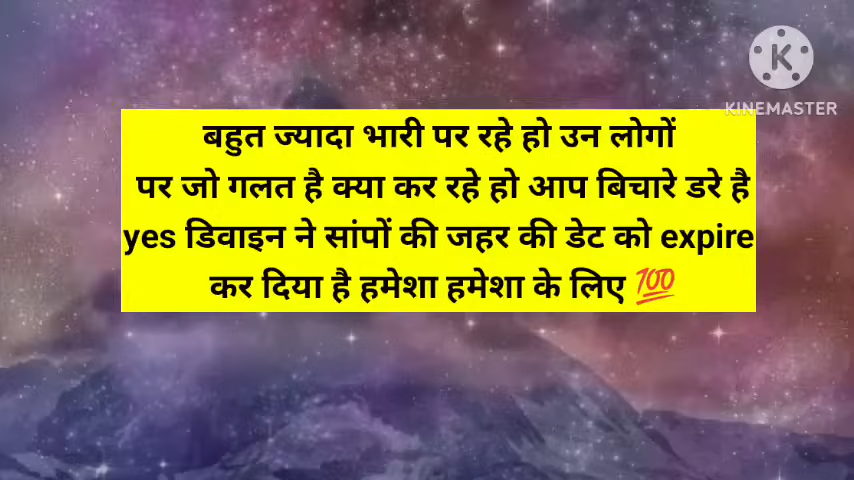 बहुत ज्यादा भारी पर रहे हो उन लोगों
पर जो गलत है क्या कर रहे हो आप बिचारे डरे है
yes डिवाइन ने सांपों की जहर की डेट को expire
कर दिया है हमेशा हमेशा के लिए 💯
K
KINEMASTER